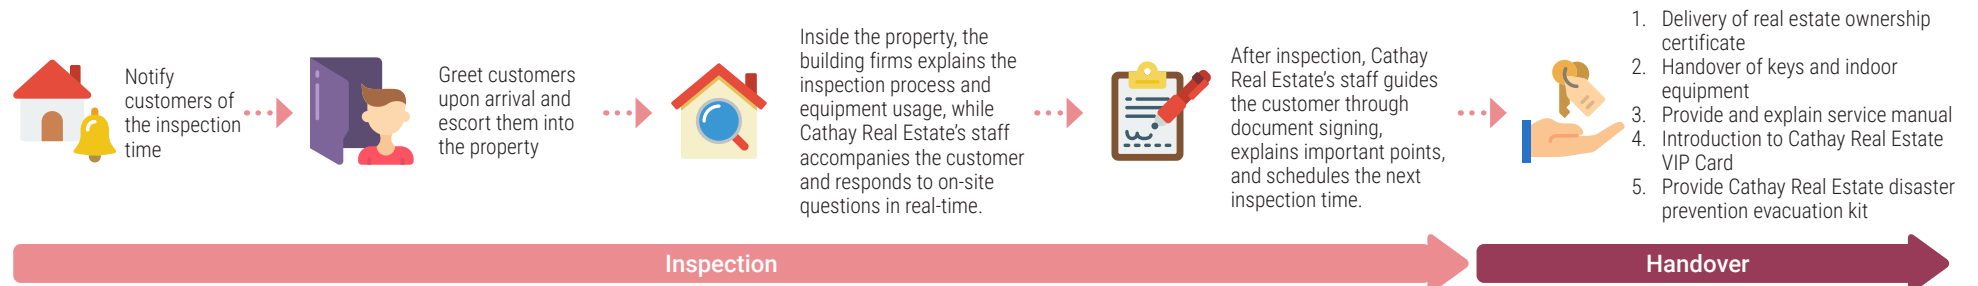 Notify
customers of
the inspection
time
Greet customers
upon arrival and
escort them into
the property
Inside the property, the
building firms explains the
inspection process and
equipment usage, while
Cathay Real Estate's staff
accompanies the customer
and responds to on-site
questions in real-time.
After inspection, Cathay
Real Estate's staff guides
the customer through
document signing,
explains important points,
and schedules the next
inspection time.
1. Delivery of real estate ownership
certificate
2. Handover of keys and indoor
equipment
3. Provide and explain service manual
4. Introduction to Cathay Real Estate
VIP Card
5. Provide Cathay Real Estate disaster
prevention evacuation kit
Inspection
Handover